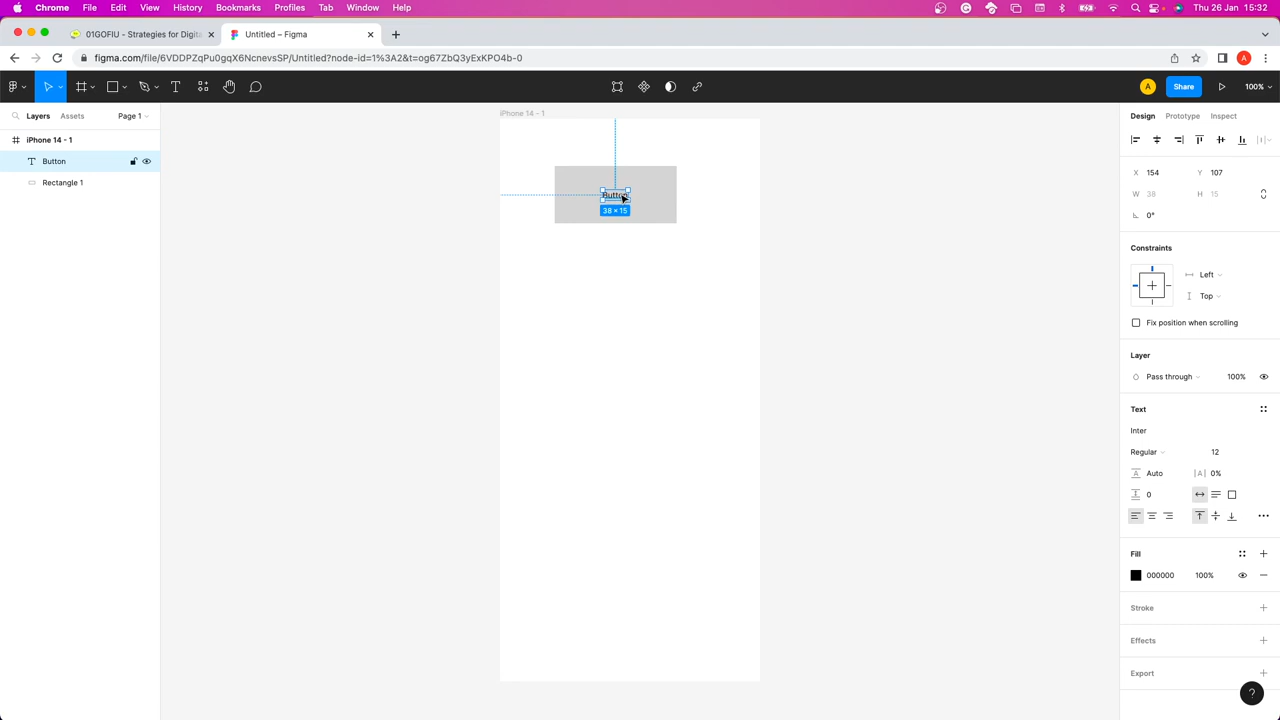 Chrome File Edit View History Bookmarks Profiles Tab Window Help Thu 26 Jan 15:32
01GOFIU - Strategies for Digita
Untitled – Figma
figma.com/file/6VDDPZqPu0gqX6NcnevsSP/Untitled?node-id=1%3A2&t=og67ZbQ3yExKPO4b-0
A
A Share 100%
Layers Assets Page 1
iPhone 14 - 1
Button
Rectangle 1
iPhone 14 - 1
Button
38 × 15
Design Prototype Inspect
X 154 Y 107
W 38 H 15
0°
Constraints
Left
Top
Fix position when scrolling
Layer
Pass through 100%
Text
Inter
Regular 12
Auto |A| 0%
0
Fill
000000 100%
Stroke
Effects
Export
?